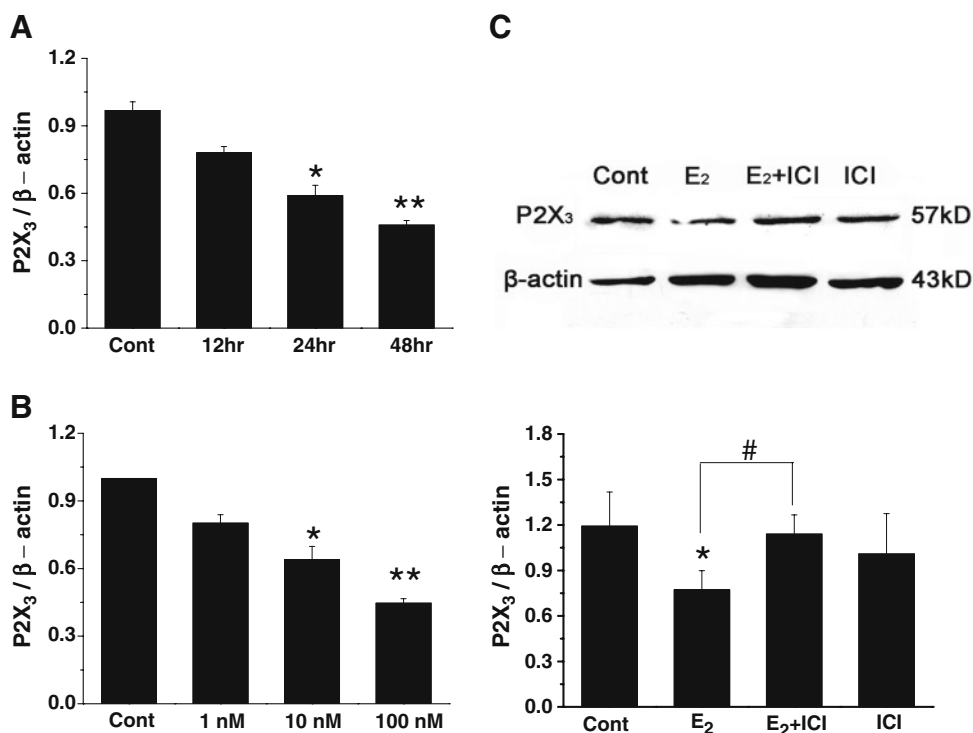 A
P2X3 / β – actin
1.2
0.9
0.6
0.3
0.0
*
**
Cont 12hr 24hr 48hr
B
P2X3 / β – actin
1.2
0.9
0.6
0.3
0.0
*
**
Cont 1 nM 10 nM 100 nM
C
Cont E2 E2+ICI ICI
P2X3 57kD
β-actin 43kD
P2X3 / β – actin
1.8
1.5
1.2
0.9
0.6
0.3
0.0
#
*
Cont E2 E2+ICI ICI